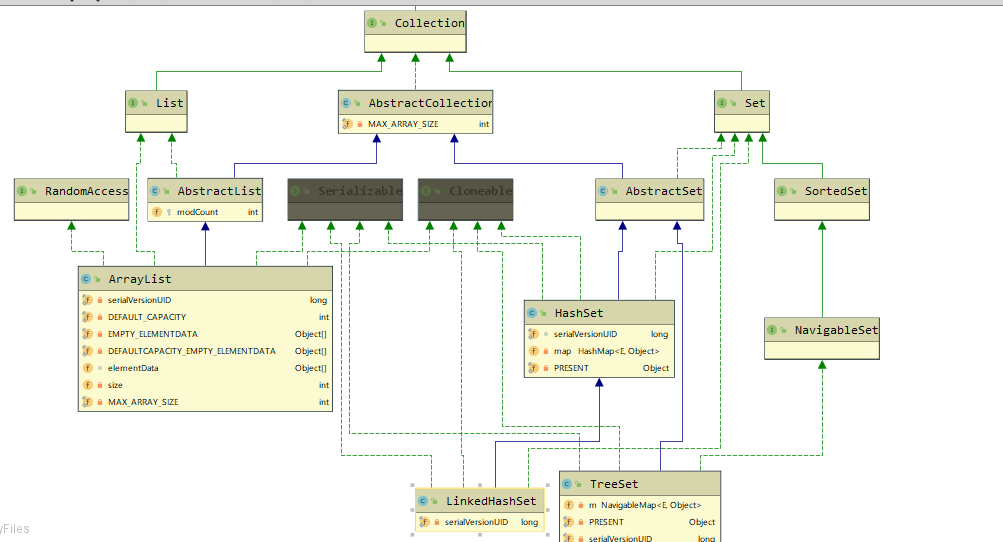 Collection
List
AbstractCollection
MAX_ARRAY_SIZE int
Set
RandomAccess
AbstractList
modCount int
Serializable
Cloneable
AbstractSet
SortedSet
ArrayList
serialVersionUID long
DEFAULT_CAPACITY int
EMPTY_ELEMENTDATA Object[]
DEFAULTCAPACITY_EMPTY_ELEMENTDATA Object[]
elementData Object[]
size int
MAX_ARRAY_SIZE int
HashSet
serialVersionUID long
map HashMap<E, Object>
PRESENT Object
NavigableSet
LinkedHashSet
serialVersionUID long
TreeSet
m NavigableMap<E, Object>
PRESENT Object
serialVersionUID long
yFiles